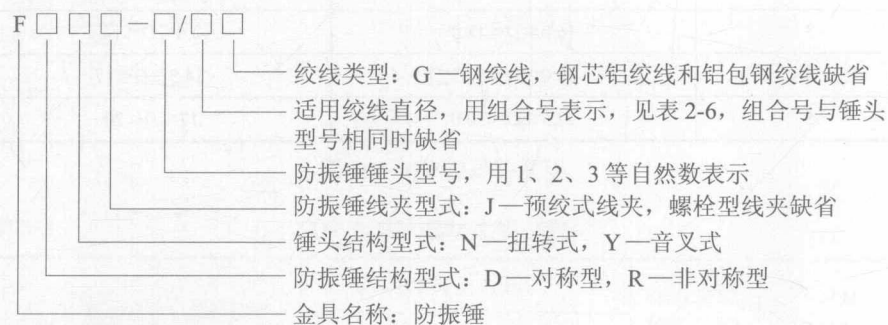 F □ □ □ — □/□ □
绞线类型：G—钢绞线，钢芯铝绞线和铝包钢绞线缺省
适用绞线直径，用组合号表示，见表 2-6，组合号与锤头
型号相同时缺省
防振锤锤头型号，用 1、2、3 等自然数表示
防振锤线夹型式：J—预绞式线夹，螺栓型线夹缺省
锤头结构型式：N—扭转式，Y—音叉式
防振锤结构型式：D—对称型，R—非对称型
金具名称：防振锤